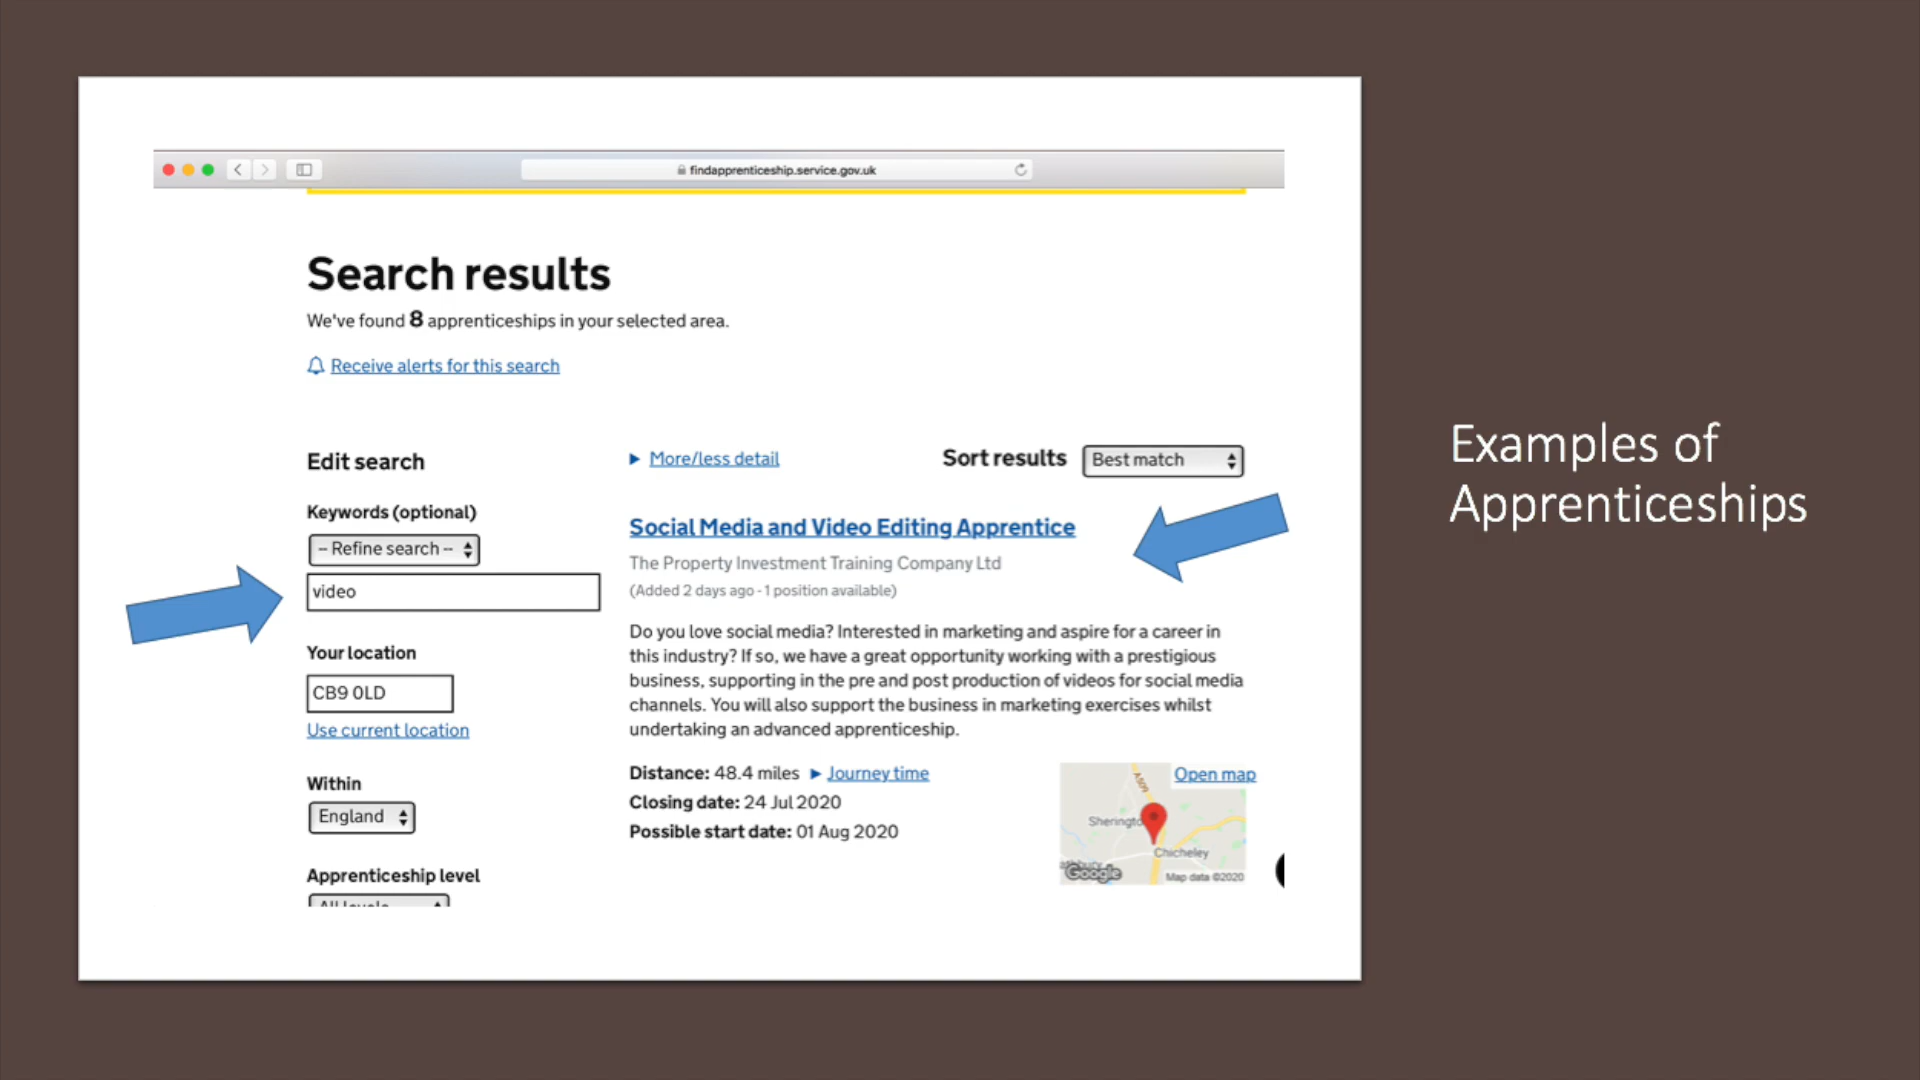 findapprenticeship.service.gov.uk
Search results
We've found 8 apprenticeships in your selected area.
Receive alerts for this search
Edit search
Keywords (optional)
-- Refine search --
video
Your location
CB9 0LD
Use current location
Within
England
Apprenticeship level
All levels
More/less detail
Sort results
Best match
Social Media and Video Editing Apprentice
The Property Investment Training Company Ltd
(Added 2 days ago - 1 position available)
Do you love social media? Interested in marketing and aspire for a career in
this industry? If so, we have a great opportunity working with a prestigious
business, supporting in the pre and post production of videos for social media
channels. You will also support the business in marketing exercises whilst
undertaking an advanced apprenticeship.
Distance: 48.4 miles Journey time
Closing date: 24 Jul 2020
Possible start date: 01 Aug 2020
Open map
A509
Chicheley
Google
Map data ©2020
Examples of
Apprenticeships